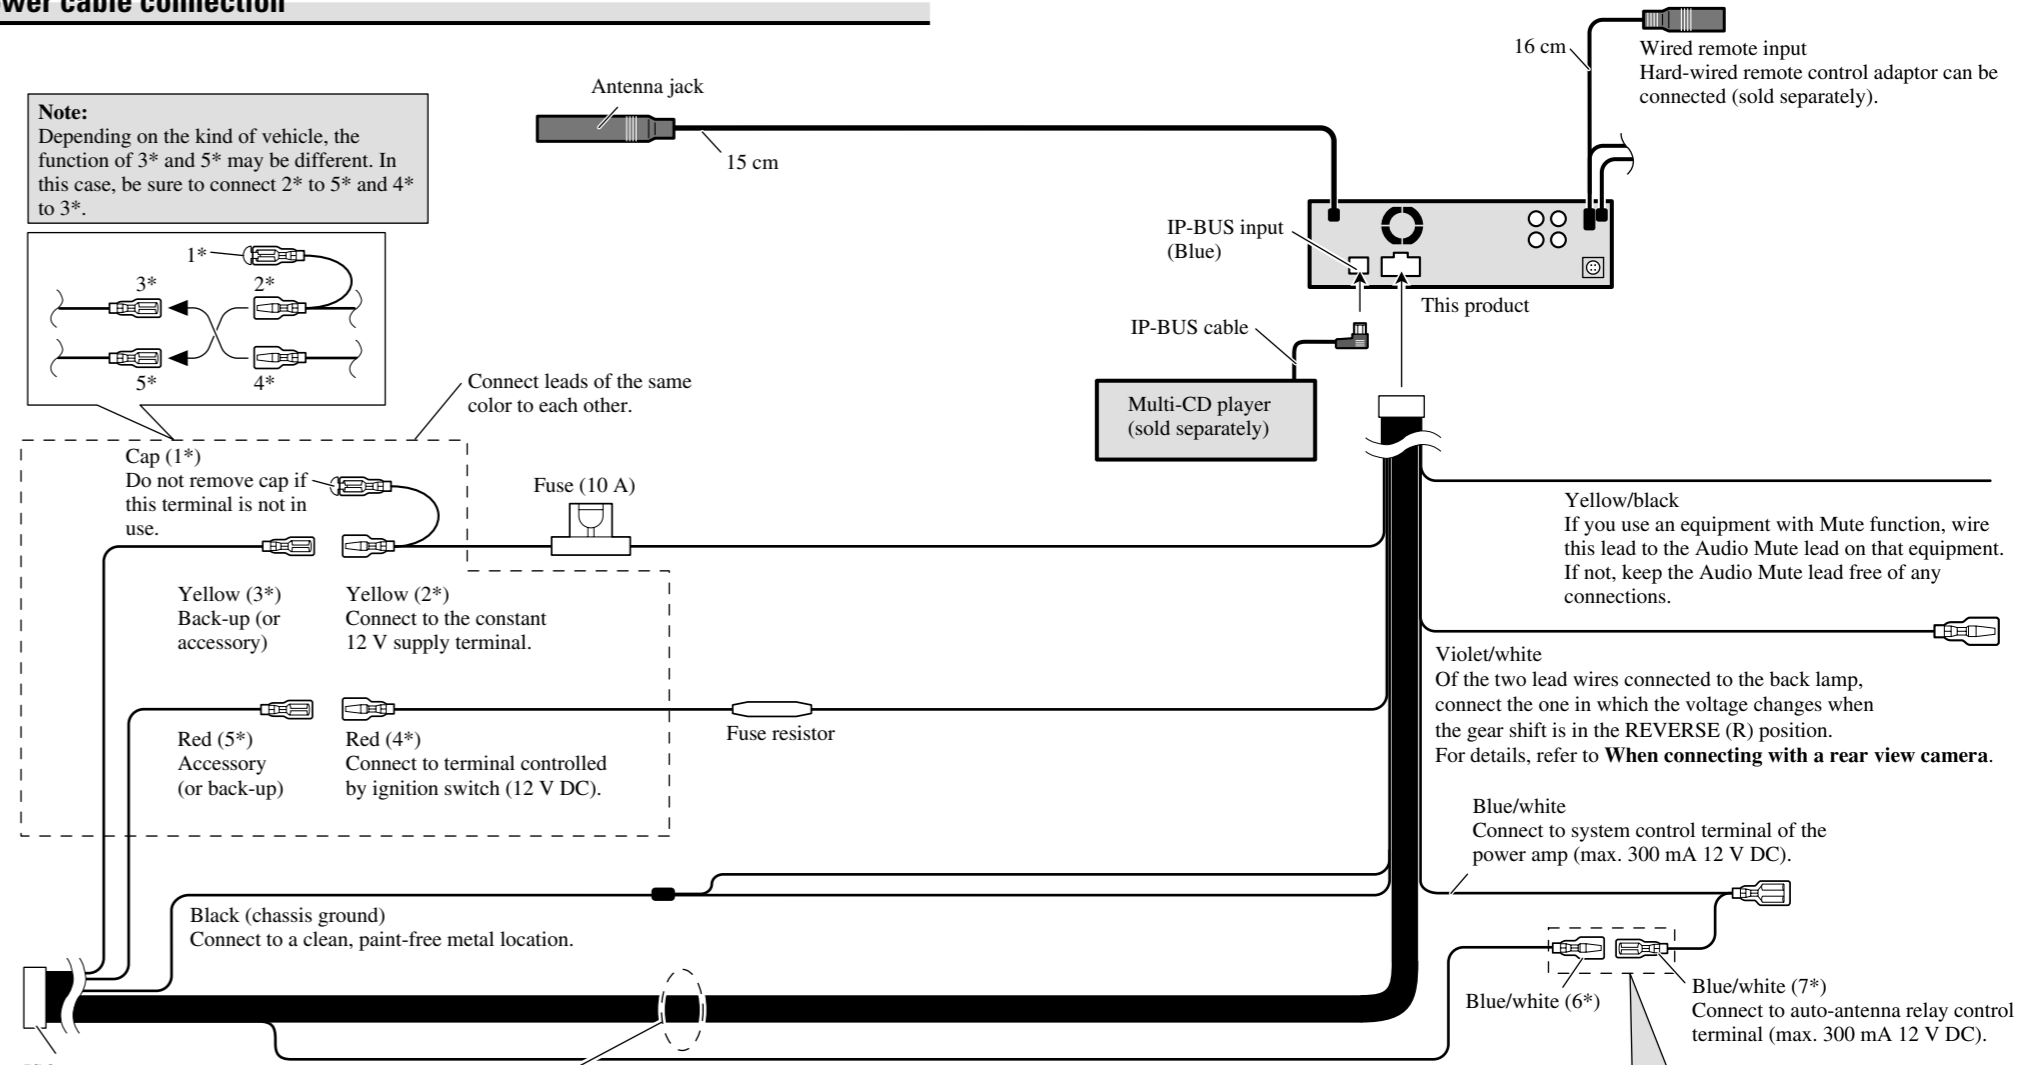 wer cable connection
Note:
Depending on the kind of vehicle, the
function of 3* and 5* may be different. In
this case, be sure to connect 2* to 5* and 4*
to 3*.
1*
3*
2*
5*
4*
Antenna jack
15 cm
16 cm
Wired remote input
Hard-wired remote control adaptor can be
connected (sold separately).
IP-BUS input
(Blue)
This product
IP-BUS cable
Multi-CD player
(sold separately)
Connect leads of the same
color to each other.
Cap (1*)
Do not remove cap if
this terminal is not in
use.
Fuse (10 A)
Yellow (3*)
Back-up (or
accessory)
Yellow (2*)
Connect to the constant
12 V supply terminal.
Red (5*)
Accessory
(or back-up)
Red (4*)
Connect to terminal controlled
by ignition switch (12 V DC).
Fuse resistor
Yellow/black
If you use an equipment with Mute function, wire
this lead to the Audio Mute lead on that equipment.
If not, keep the Audio Mute lead free of any
connections.
Violet/white
Of the two lead wires connected to the back lamp,
connect the one in which the voltage changes when
the gear shift is in the REVERSE (R) position.
For details, refer to When connecting with a rear view camera.
Blue/white
Connect to system control terminal of the
power amp (max. 300 mA 12 V DC).
Black (chassis ground)
Connect to a clean, paint-free metal location.
Blue/white (6*)
Blue/white (7*)
Connect to auto-antenna relay control
terminal (max. 300 mA 12 V DC).